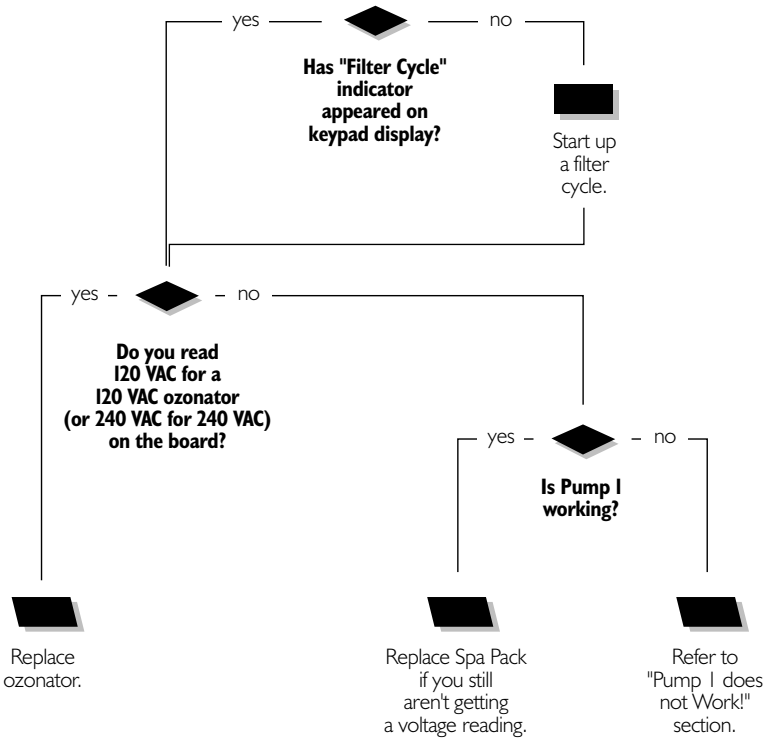 yes
no
Has "Filter Cycle"
indicator
appeared on
keypad display?
Start up
a filter
cycle.
yes
no
Do you read
120 VAC for a
120 VAC ozonator
(or 240 VAC for 240 VAC)
on the board?
yes
no
Is Pump 1
working?
Replace
ozonator.
Replace Spa Pack
if you still
aren't getting
a voltage reading.
Refer to
"Pump 1 does
not Work!"
section.